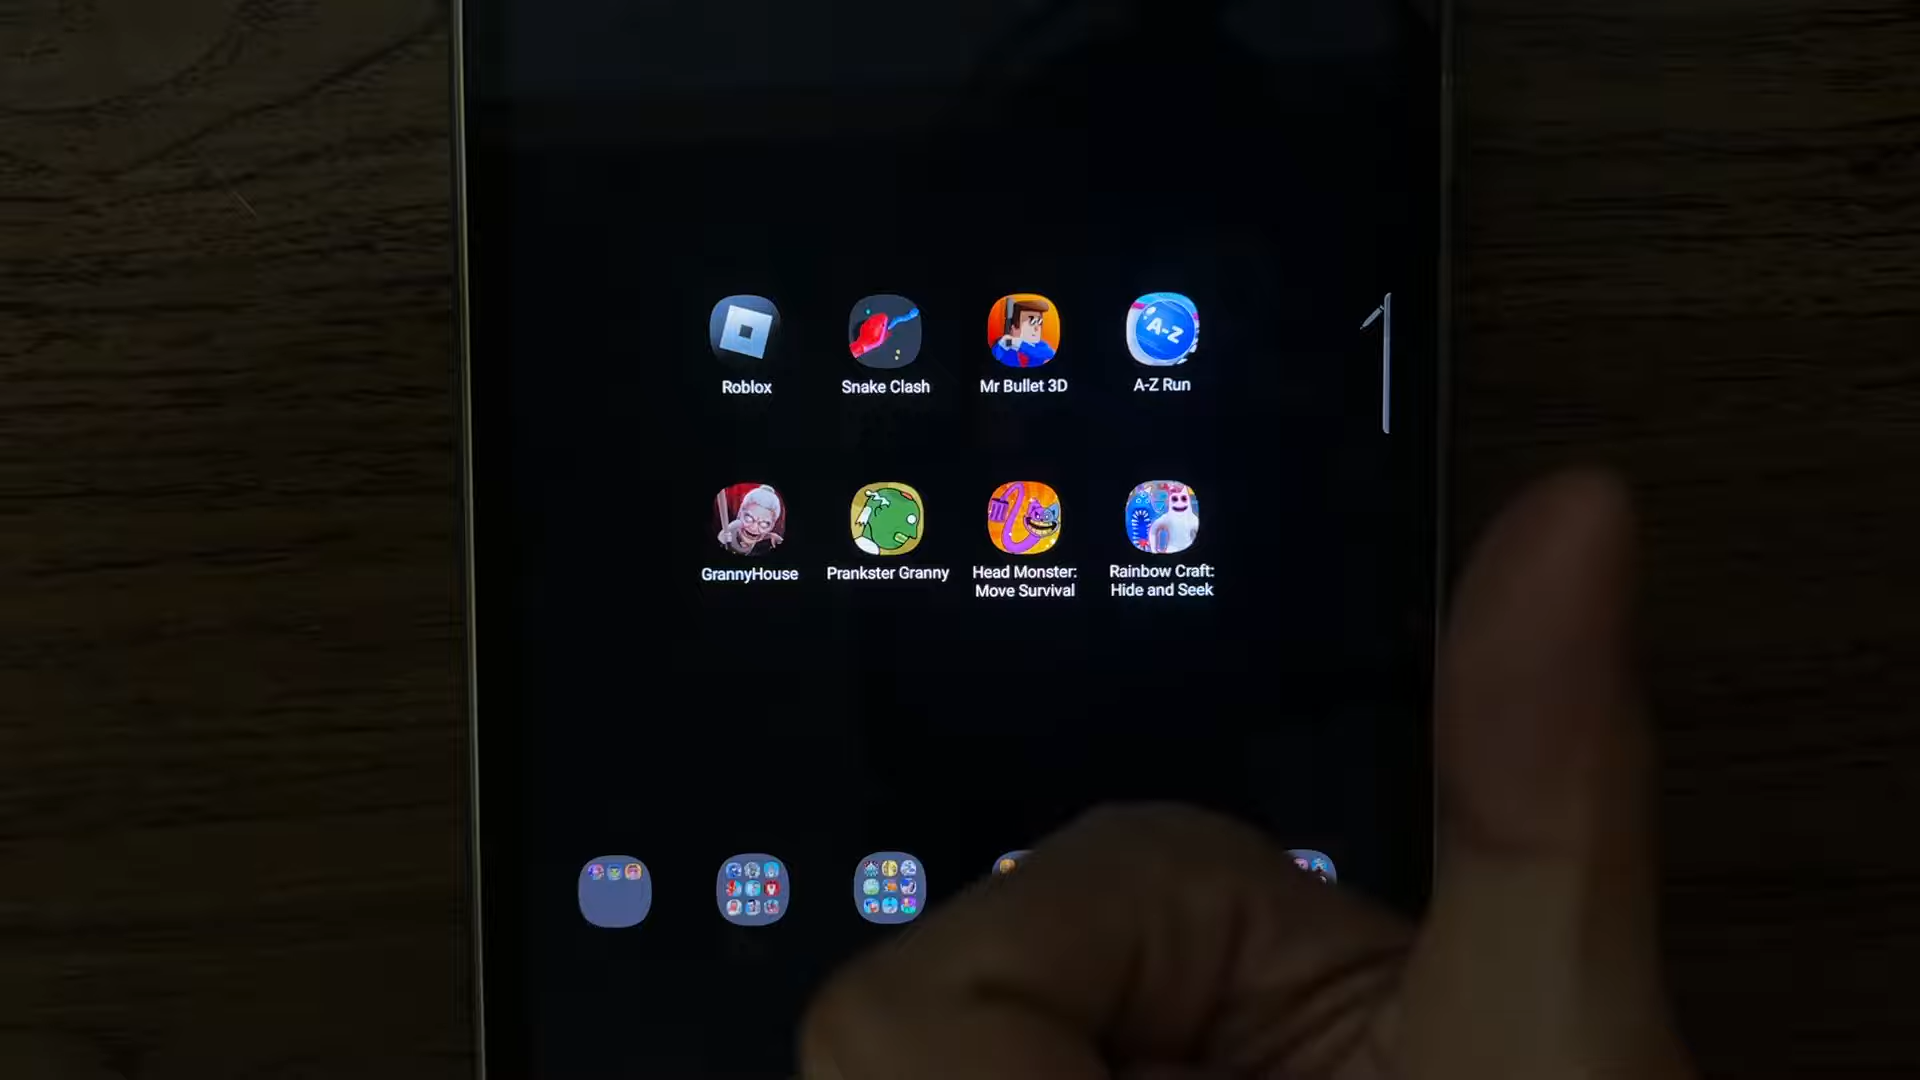 A-Z
Roblox
Snake Clash
Mr Bullet 3D
A-Z Run
GrannyHouse
Prankster Granny
Head Monster:
Move Survival
Rainbow Craft:
Hide and Seek